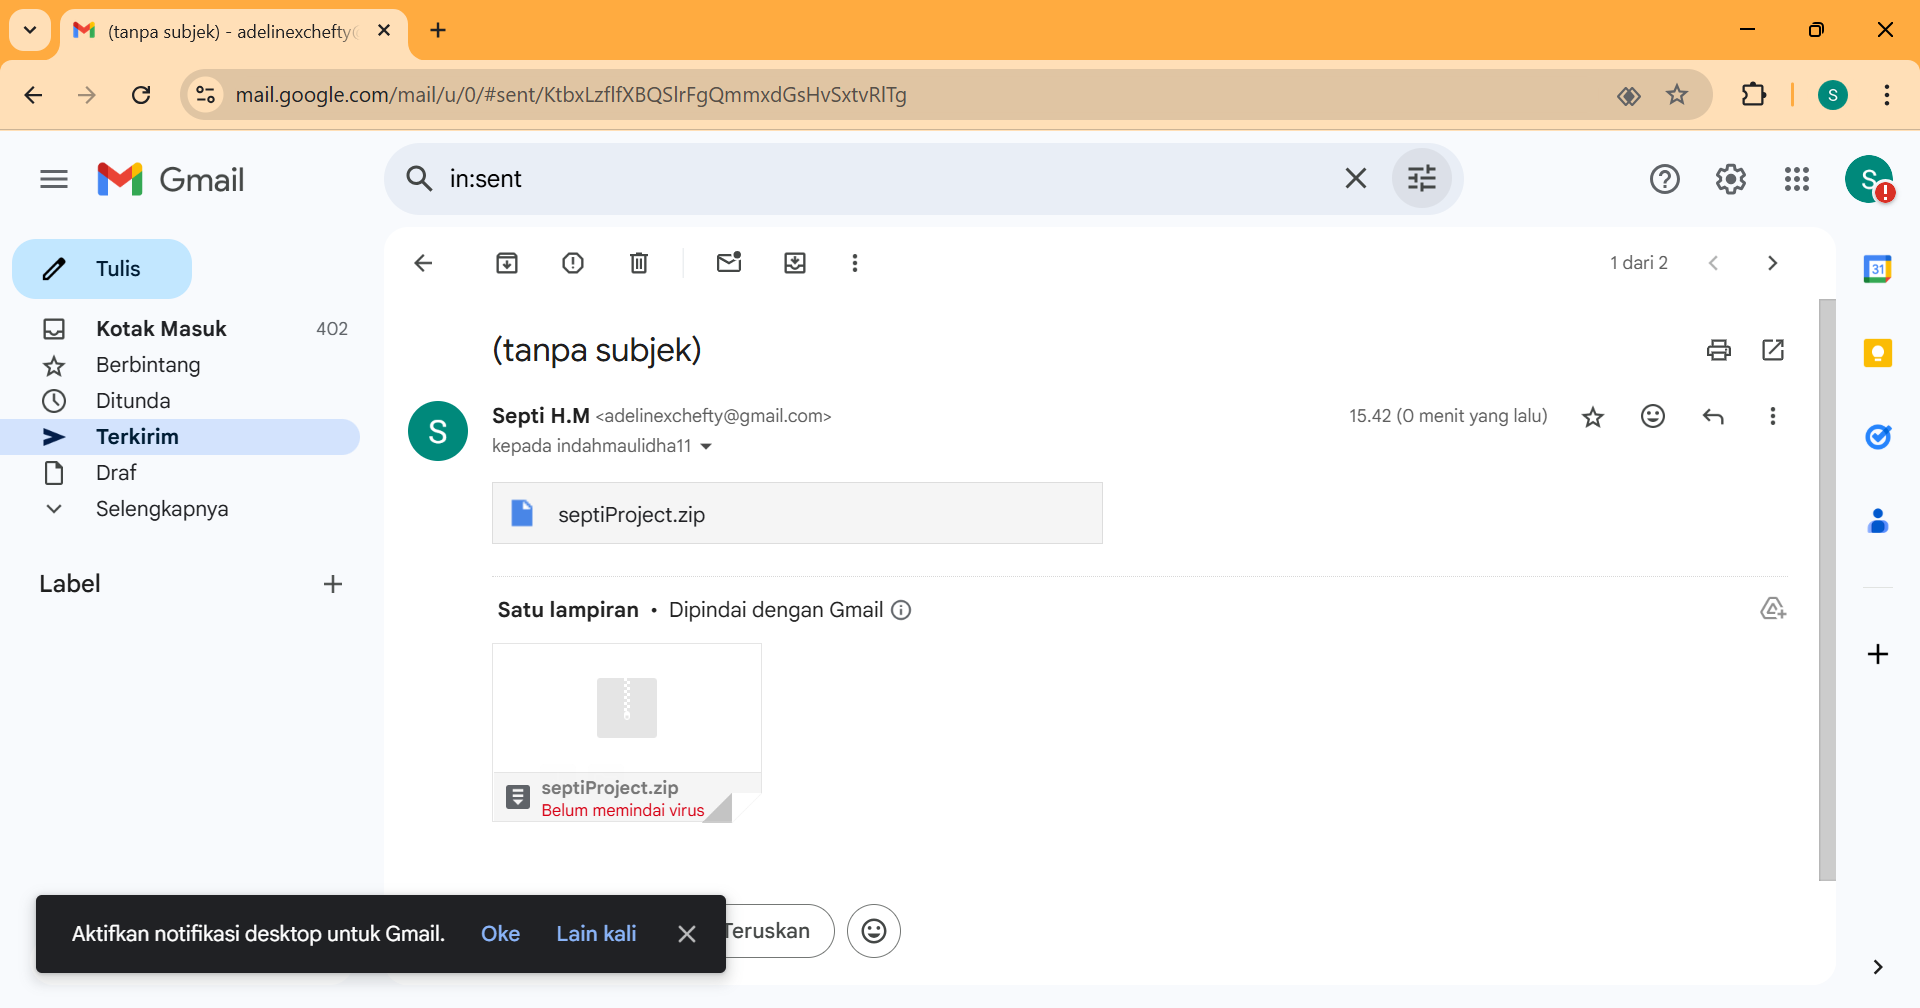 (tanpa subjek) - adelinexchefty@
mail.google.com/mail/u/0/#sent/KtbxLzflfXBQSlrFgQmmxdGsHvSxtvRlTg
S
Gmail
in:sent
S
Tulis
1 dari 2
31
Kotak Masuk 402
Berbintang
Ditunda
Terkirim
Draf
Selengkapnya
Label
(tanpa subjek)
S
Septi H.M <adelinexchefty@gmail.com>
15.42 (0 menit yang lalu)
kepada indahmaulidha11
septiProject.zip
Satu lampiran • Dipindai dengan Gmail
septiProject.zip
Belum memindai virus
Aktifkan notifikasi desktop untuk Gmail. Oke Lain kali
Teruskan